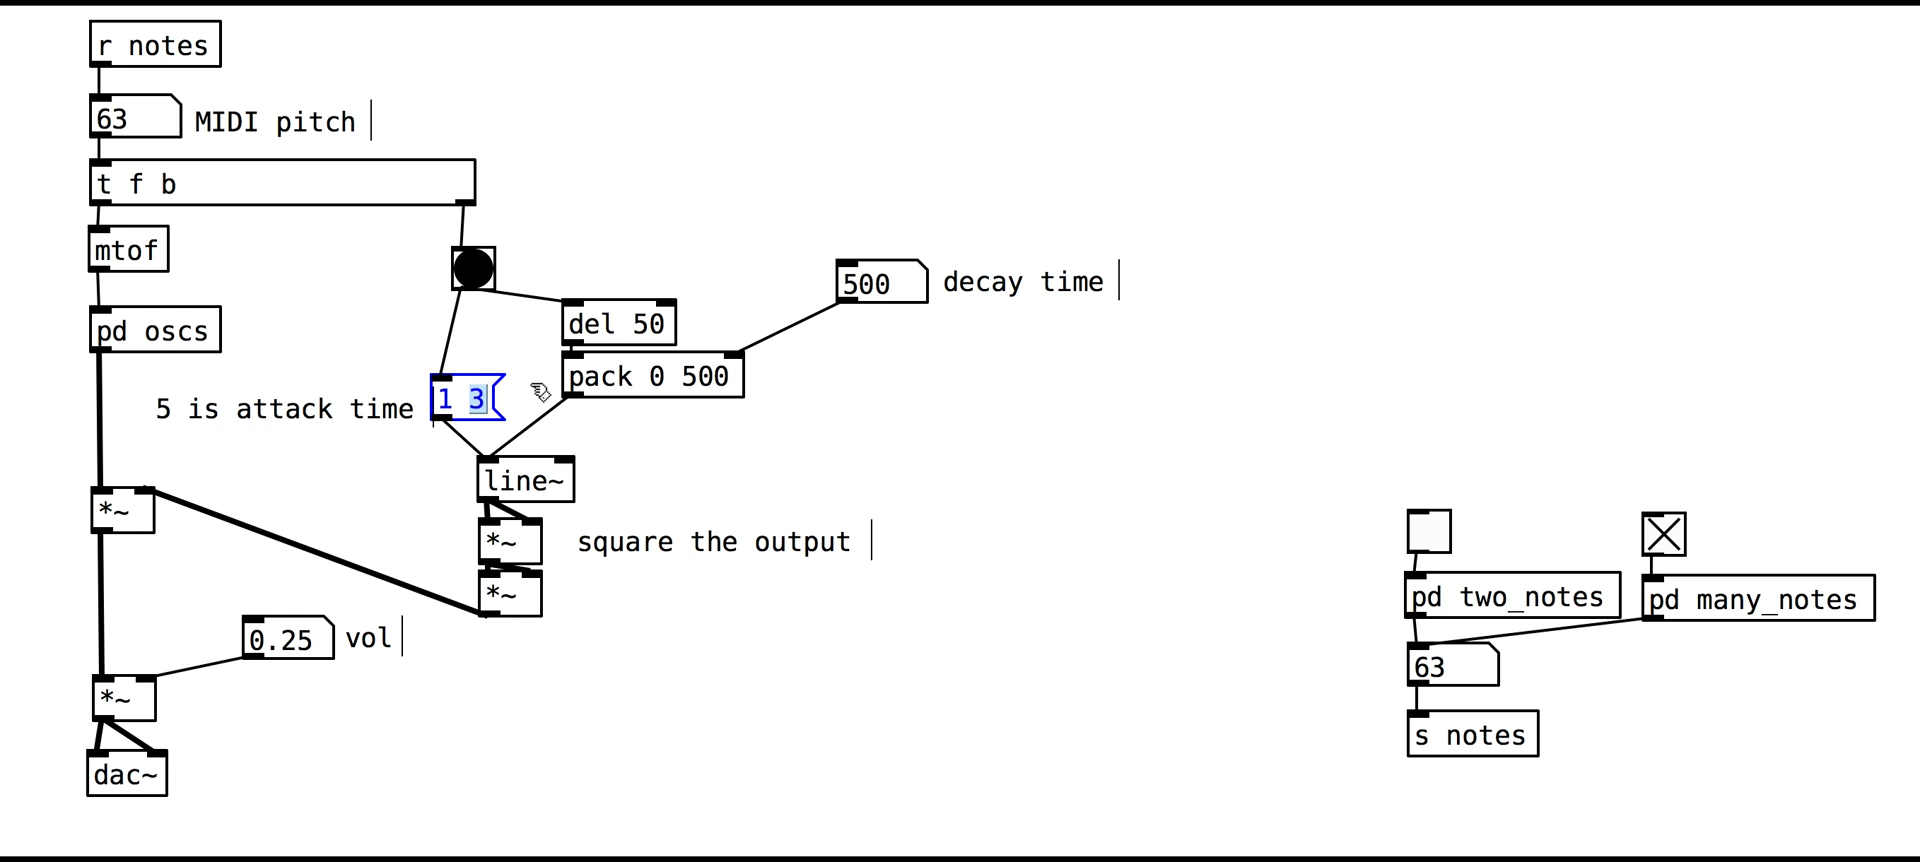 r notes
63
MIDI pitch
t f b
mtof
500
decay time
del 50
pd oscs
pack 0 500
1 3
5 is attack time
line~
*~
*~
square the output
*~
pd two_notes
pd many_notes
0.25
vol
63
*~
s notes
dac~